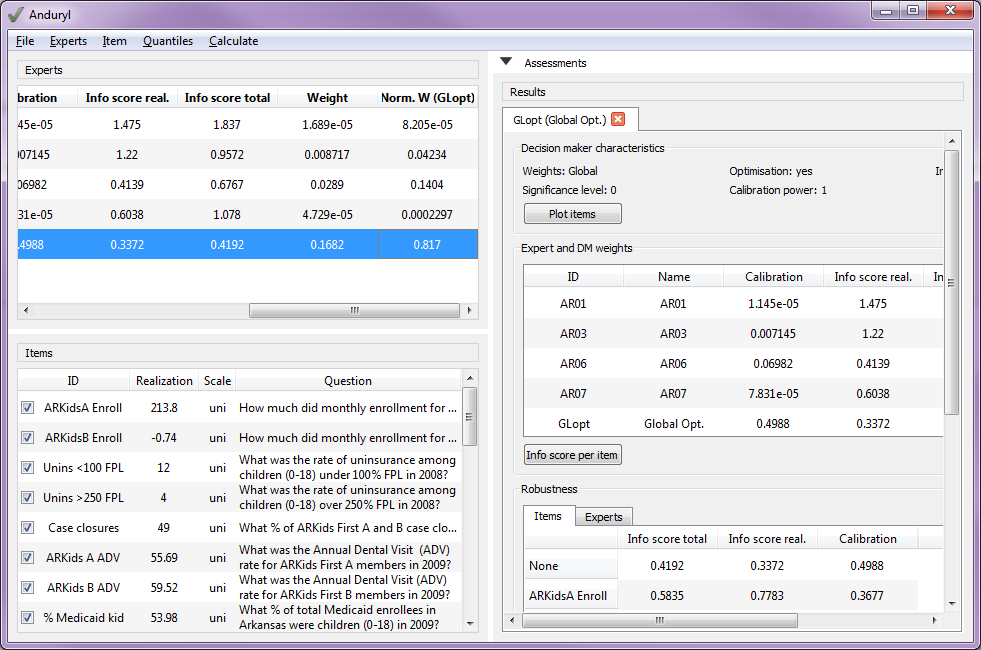 Anduryl
File Experts Item Quantiles Calculate
Experts
bration Info score real. Info score total Weight Norm. W (GLopt)
45e-05 1.475 1.837 1.689e-05 8.205e-05
07145 1.22 0.9572 0.008717 0.04234
06982 0.4139 0.6767 0.0289 0.1404
31e-05 0.6038 1.078 4.729e-05 0.0002297
.4988 0.3372 0.4192 0.1682 0.817
Items
ID Realization Scale Question
ARKidsA Enroll 213.8 uni How much did monthly enrollment for ...
ARKidsB Enroll -0.74 uni How much did monthly enrollment for ...
Unins <100 FPL 12 uni What was the rate of uninsurance among
children (0-18) under 100% FPL in 2008?
Unins >250 FPL 4 uni What was the rate of uninsurance among
children (0-18) over 250% FPL in 2008?
Case closures 49 uni What % of ARKids First A and B case clo...
ARKids A ADV 55.69 uni What was the Annual Dental Visit (ADV)
rate for ARKids First A members in 2009?
ARKids B ADV 59.52 uni What was the Annual Dental Visit (ADV)
rate for ARKids First B members in 2009?
% Medicaid kid 53.98 uni What % of total Medicaid enrollees in
Arkansas were children (0-18) in 2009?
Assessments
Results
GLopt (Global Opt.)
Decision maker characteristics
Weights: Global Optimisation: yes In
Significance level: 0 Calibration power: 1
Plot items
Expert and DM weights
ID Name Calibration Info score real. In
AR01 AR01 1.145e-05 1.475
AR03 AR03 0.007145 1.22
AR06 AR06 0.06982 0.4139
AR07 AR07 7.831e-05 0.6038
GLopt Global Opt. 0.4988 0.3372
Info score per item
Robustness
Items Experts
Info score total Info score real. Calibration
None 0.4192 0.3372 0.4988
ARKidsA Enroll 0.5835 0.7783 0.3677